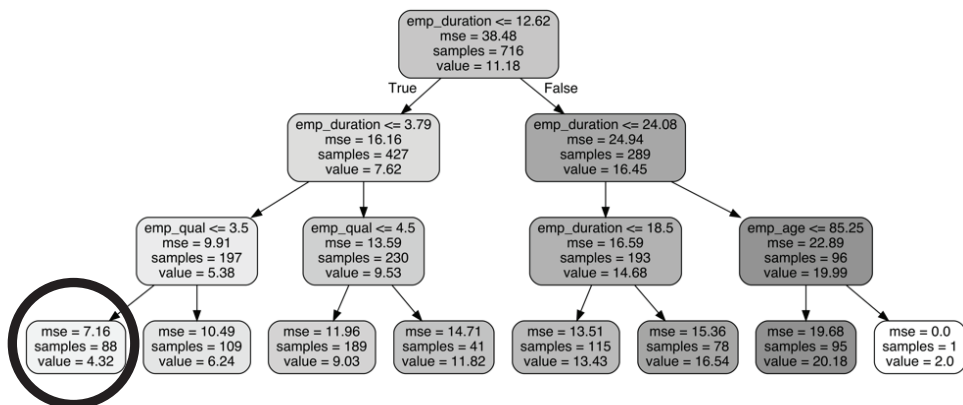 emp_duration <= 12.62
mse = 38.48
samples = 716
value = 11.18
True
False
emp_duration <= 3.79
mse = 16.16
samples = 427
value = 7.62
emp_duration <= 24.08
mse = 24.94
samples = 289
value = 16.45
emp_qual <= 3.5
mse = 9.91
samples = 197
value = 5.38
emp_qual <= 4.5
mse = 13.59
samples = 230
value = 9.53
emp_duration <= 18.5
mse = 16.59
samples = 193
value = 14.68
emp_age <= 85.25
mse = 22.89
samples = 96
value = 19.99
mse = 7.16
samples = 88
value = 4.32
mse = 10.49
samples = 109
value = 6.24
mse = 11.96
samples = 189
value = 9.03
mse = 14.71
samples = 41
value = 11.82
mse = 13.51
samples = 115
value = 13.43
mse = 15.36
samples = 78
value = 16.54
mse = 19.68
samples = 95
value = 20.18
mse = 0.0
samples = 1
value = 2.0